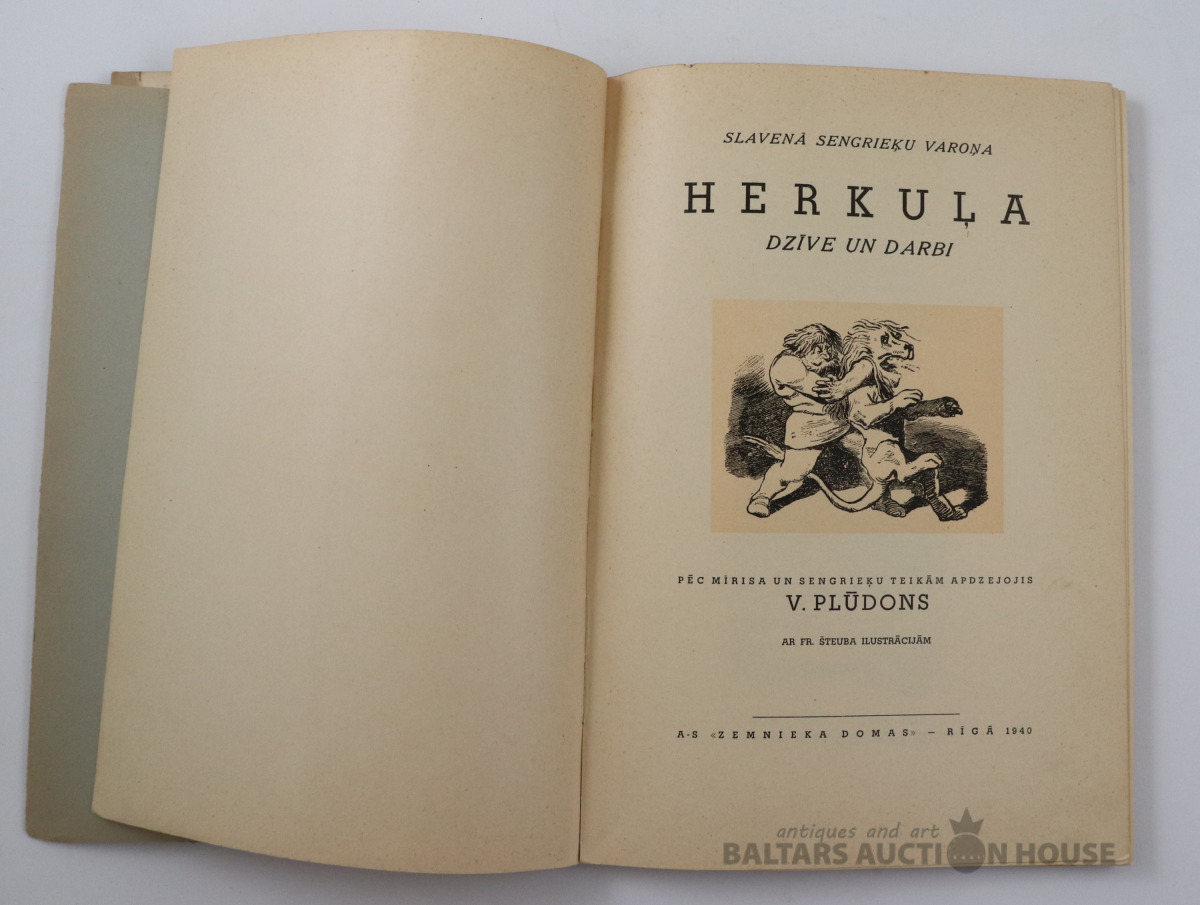 SLAVENĀ SENGRIEĶU VAROŅA
HERKUĻA
DZĪVE UN DARBI
PĒC MĪRISA UN SENGRIEĶU TEIKĀM APDZEJOJIS
V. PLŪDONS
AR FR. ŠTEUBA ILUSTRĀCIJĀM
A-S «ZEMNIEKA DOMAS» – RĪGĀ 1940
antiques and art
BALTARS AUCTION HOUSE